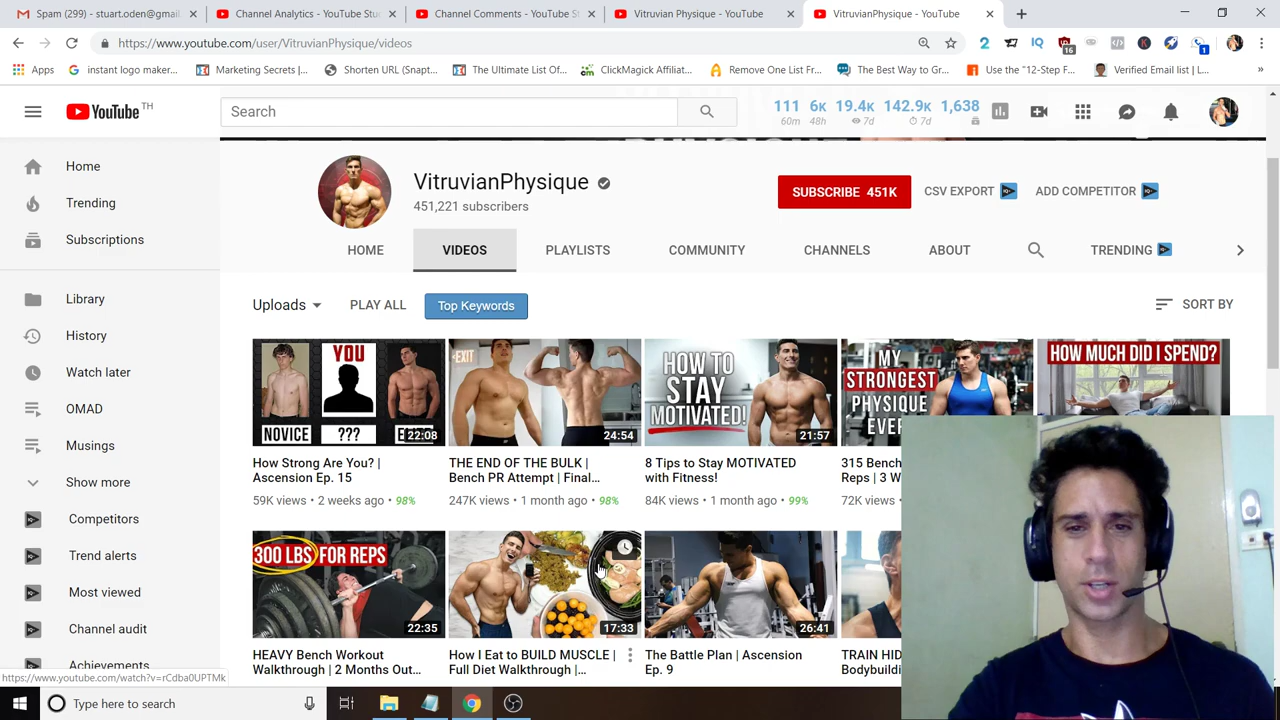 Spam (299) - stuart.oden@gmail.
Channel Analytics - YouTube Stu
Channel Comments - YouTube S
Vitruvian Physique - YouTube
VitruvianPhysique - YouTube
https://www.youtube.com/user/VitruvianPhysique/videos
2
IQ
16
1
Apps
instant logo maker...
Marketing Secrets |...
Shorten URL (Snapt...
The Ultimate List Of...
ClickMagick Affiliat...
Remove One List Fr...
The Best Way to Gr...
Use the "12-Step F...
Verified Email list | L...
YouTube TH
Search
111 6K 19.4K 142.9K 1,638
60m 48h 7d 7d
Home
Trending
Subscriptions
Library
History
Watch later
OMAD
Musings
Show more
Competitors
Trend alerts
Most viewed
Channel audit
Achievements
VitruvianPhysique
451,221 subscribers
SUBSCRIBE 451K
CSV EXPORT
ADD COMPETITOR
HOME
VIDEOS
PLAYLISTS
COMMUNITY
CHANNELS
ABOUT
TRENDING
Uploads
PLAY ALL
Top Keywords
SORT BY
YOU
NOVICE
???
22:08
How Strong Are You? |
Ascension Ep. 15
59K views • 2 weeks ago • 98%
EXIT
24:54
THE END OF THE BULK |
Bench PR Attempt | Final...
247K views • 1 month ago • 98%
HOW TO
STAY
MOTIVATED!
21:57
8 Tips to Stay MOTIVATED
with Fitness!
84K views • 1 month ago • 99%
MY
STRONGEST
PHYSIQUE
EVER
315 Bench
Reps | 3 W
72K views
HOW MUCH DID I SPEND?
300 LBS FOR REPS
22:35
HEAVY Bench Workout
Walkthrough | 2 Months Out...
17:33
How I Eat to BUILD MUSCLE |
Full Diet Walkthrough |...
26:41
The Battle Plan | Ascension
Ep. 9
TRAIN HID
Bodybuildi
https://www.youtube.com/watch?v=rCdba0UPTMk
Type here to search